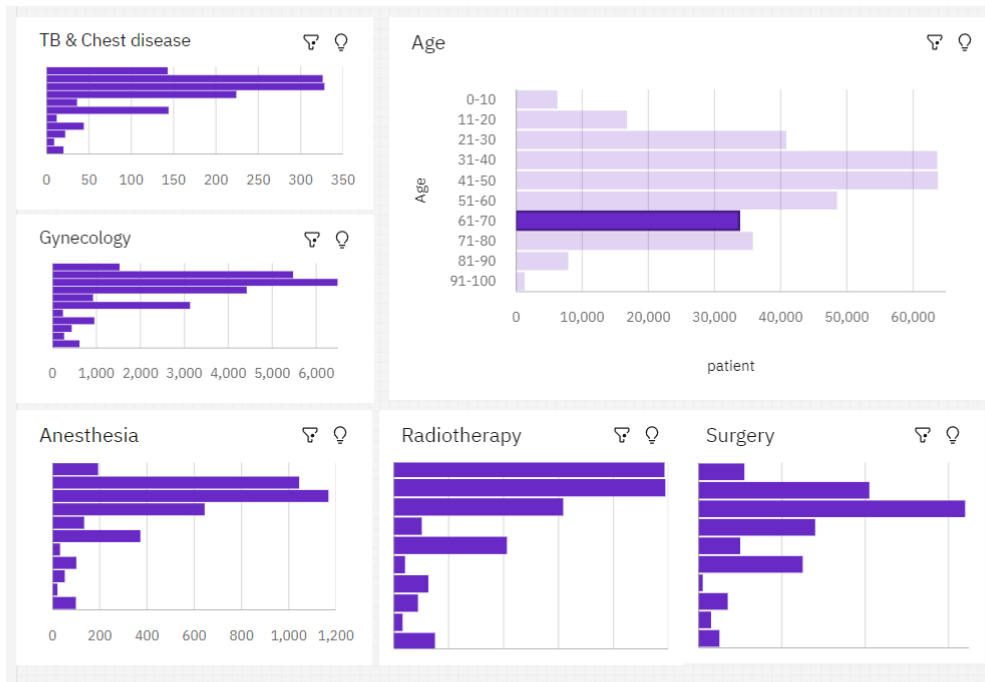 TB & Chest disease
0 50 100 150 200 250 300 350
Gynecology
0 1,000 2,000 3,000 4,000 5,000 6,000
Age
Age
0-10
11-20
21-30
31-40
41-50
51-60
61-70
71-80
81-90
91-100
0 10,000 20,000 30,000 40,000 50,000 60,000
patient
Anesthesia
0 200 400 600 800 1,000 1,200
Radiotherapy
Surgery